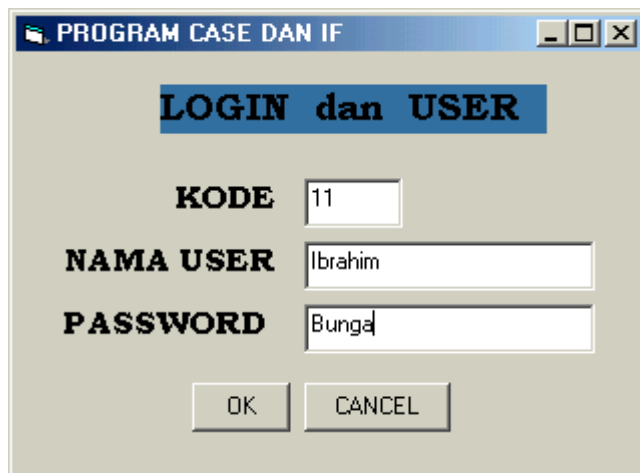 PROGRAM CASE DAN IF
LOGIN dan USER
KODE 11
NAMA USER Ibrahim
PASSWORD Bunga
OK CANCEL